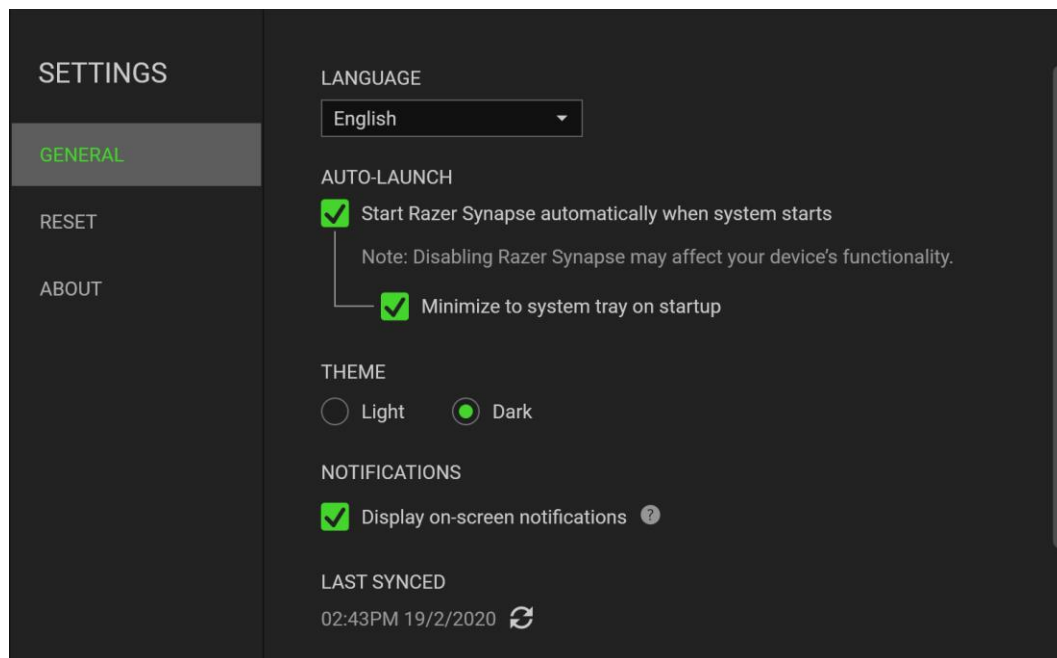 SETTINGS
GENERAL
RESET
ABOUT
LANGUAGE
English
AUTO-LAUNCH
Start Razer Synapse automatically when system starts
Note: Disabling Razer Synapse may affect your device’s functionality.
Minimize to system tray on startup
THEME
Light Dark
NOTIFICATIONS
Display on-screen notifications ?
LAST SYNCED
02:43PM 19/2/2020